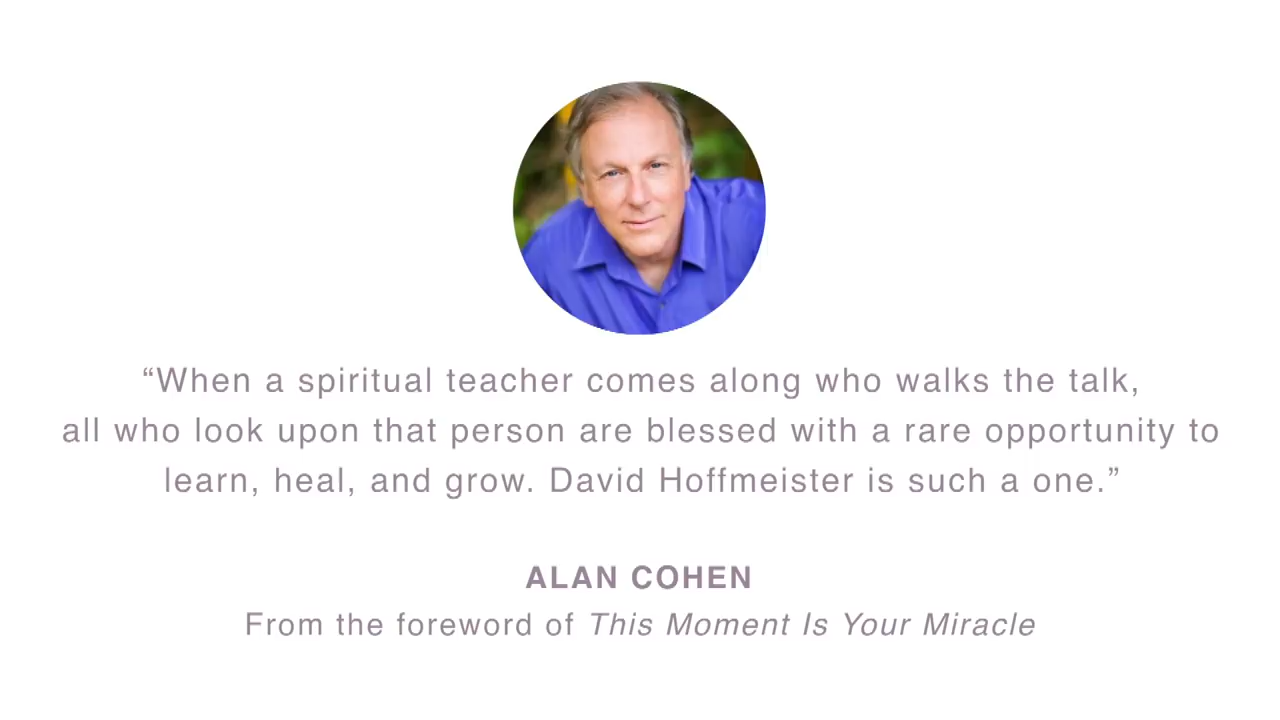 “When a spiritual teacher comes along who walks the talk,
all who look upon that person are blessed with a rare opportunity to
learn, heal, and grow. David Hoffmeister is such a one.”
ALAN COHEN
From the foreword of This Moment Is Your Miracle